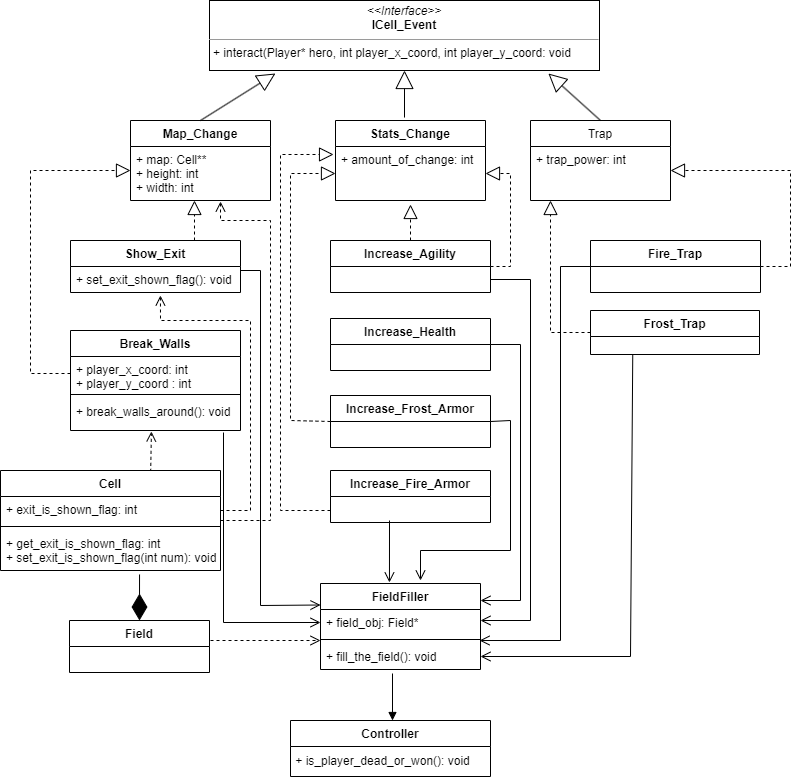 <<Interface>>
ICell_Event
+ interact(Player* hero, int player_x_coord, int player_y_coord: void
Map_Change
+ map: Cell**
+ height: int
+ width: int
Stats_Change
+ amount_of_change: int
Trap
+ trap_power: int
Show_Exit
+ set_exit_shown_flag(): void
Increase_Agility
Fire_Trap
Break_Walls
+ player_x_coord: int
+ player_y_coord : int
+ break_walls_around(): void
Increase_Health
Frost_Trap
Increase_Frost_Armor
Cell
+ exit_is_shown_flag: int
+ get_exit_is_shown_flag: int
+ set_exit_is_shown_flag(int num): void
Increase_Fire_Armor
Field
FieldFiller
+ field_obj: Field*
+ fill_the_field(): void
Controller
+ is_player_dead_or_won(): void